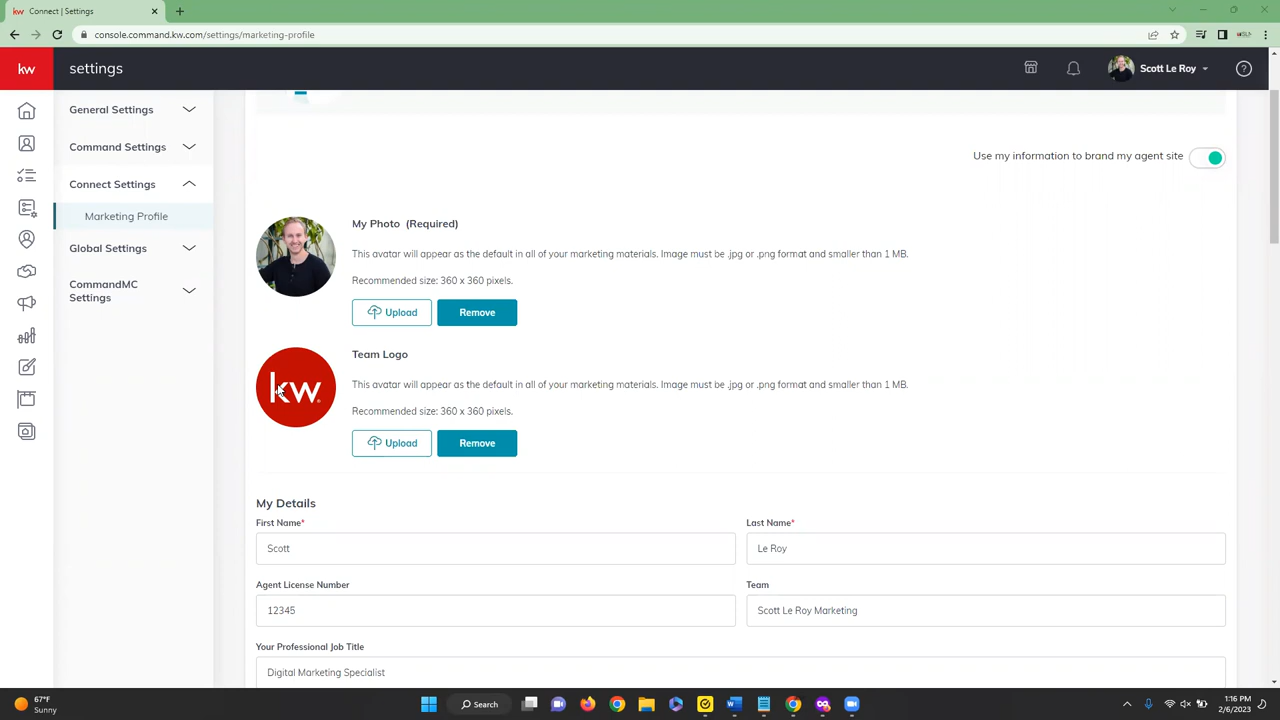 Connect | Settings
console.command.kw.com/settings/marketing-profile
kw
settings
Scott Le Roy
General Settings
Command Settings
Connect Settings
Marketing Profile
Global Settings
CommandMC
Settings
Use my information to brand my agent site
My Photo (Required)
This avatar will appear as the default in all of your marketing materials. Image must be .jpg or .png format and smaller than 1 MB.
Recommended size: 360 x 360 pixels.
Upload
Remove
kw.
Team Logo
This avatar will appear as the default in all of your marketing materials. Image must be .jpg or .png format and smaller than 1 MB.
Recommended size: 360 x 360 pixels.
Upload
Remove
My Details
First Name*
Last Name*
Scott
Le Roy
Agent License Number
Team
12345
Scott Le Roy Marketing
Your Professional Job Title
Digital Marketing Specialist
67°F
Sunny
Search
1:16 PM
2/6/2023